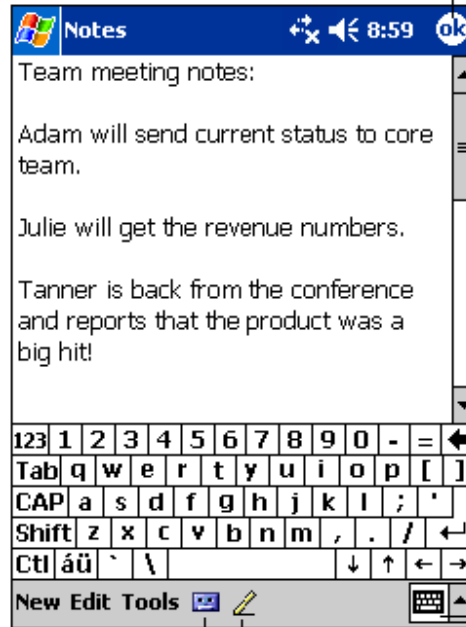 Notes 8:59 ok
Team meeting notes:
Adam will send current status to core
team.
Julie will get the revenue numbers.
Tanner is back from the conference
and reports that the product was a
big hit!
123 1 2 3 4 5 6 7 8 9 0 - =
Tab q w e r t y u i o p [ ]
CAP a s d f g h j k l ; '
Shift z x c v b n m , . /
Ctl áü ` \ ↓ ↑ ← →
New Edit Tools